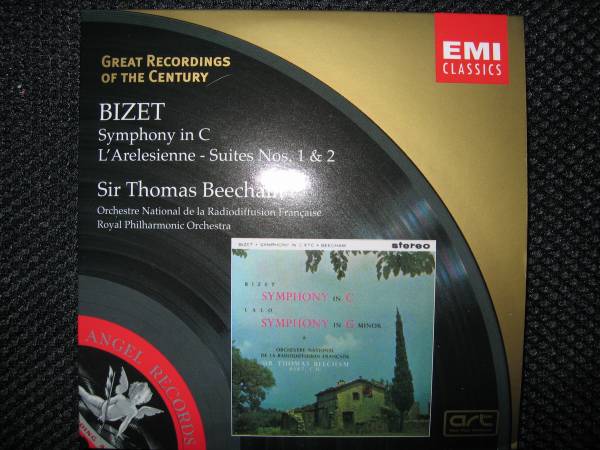 GREAT RECORDINGS
OF THE CENTURY
EMI
CLASSICS
BIZET
Symphony in C
L'Arelesienne - Suites Nos. 1 & 2
Sir Thomas Beecham
Orchestre National de la Radiodiffusion Française
Royal Philharmonic Orchestra
BIZET • SYMPHONY IN C ETC • BEECHAM
stereo
BIZET
SYMPHONY IN C
LALO
SYMPHONY IN G MINOR
ORCHESTRE NATIONAL
DE LA RADIODIFFUSION FRANÇAISE
SIR THOMAS BEECHAM
BART., C.H.
ANGEL RECORDS
art